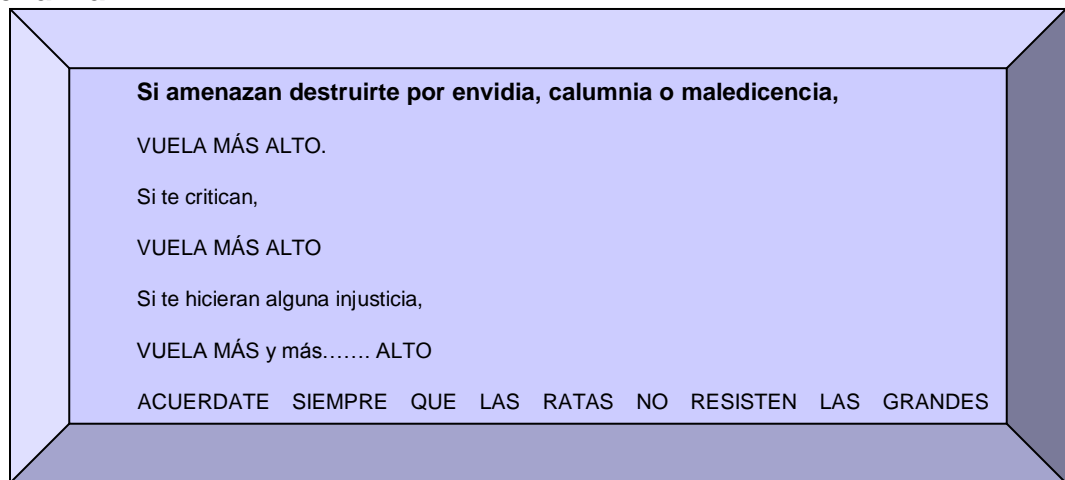 Si amenazan destruirte por envidia, calumnia o maledicencia,
VUELA MÁS ALTO.
Si te critican,
VUELA MÁS ALTO
Si te hicieran alguna injusticia,
VUELA MÁS y más……. ALTO
ACUERDATE SIEMPRE QUE LAS RATAS NO RESISTEN LAS GRANDES